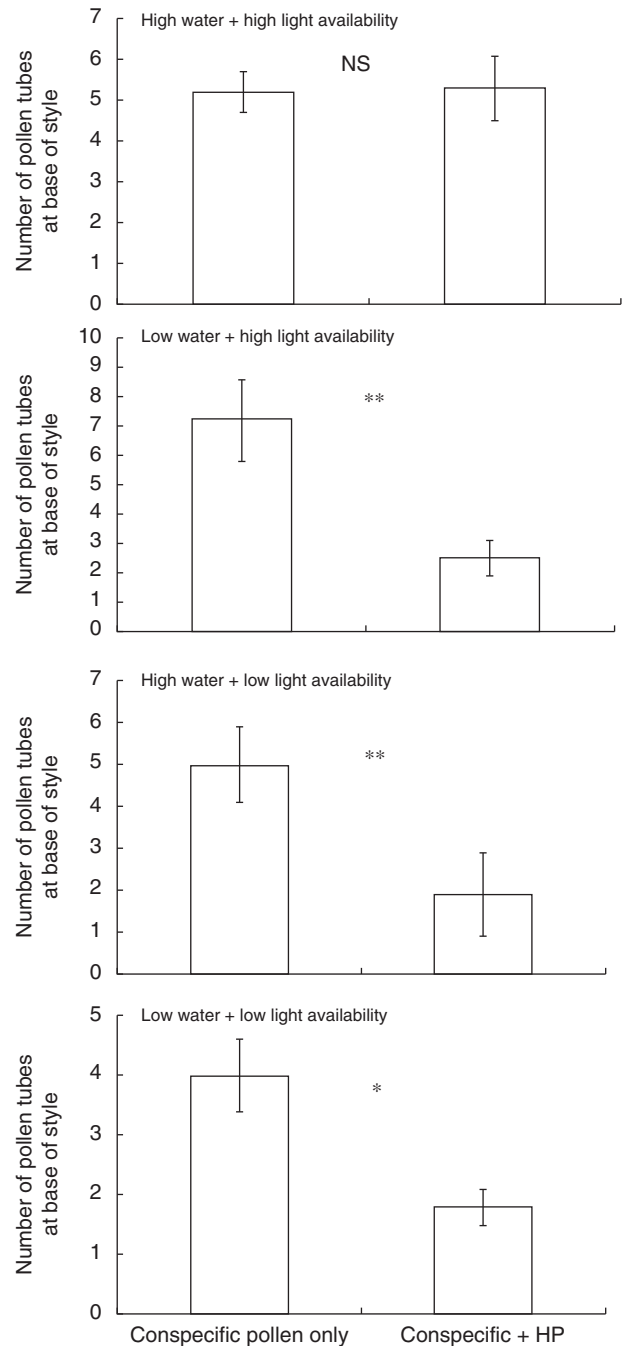 High water + high light availability
NS
Number of pollen tubes
at base of style
7
6
5
4
3
2
1
0
Low water + high light availability
**
Number of pollen tubes
at base of style
10
9
8
7
6
5
4
3
2
1
0
High water + low light availability
**
Number of pollen tubes
at base of style
7
6
5
4
3
2
1
0
Low water + low light availability
*
Number of pollen tubes
at base of style
5
4
3
2
1
0
Conspecific pollen only
Conspecific + HP